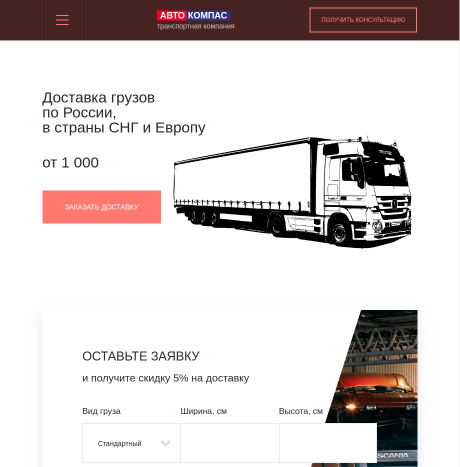 АВТО КОМПАС
транспортная компания
ПОЛУЧИТЬ КОНСУЛЬТАЦИЮ
Доставка грузов
по России,
в страны СНГ и Европу
от 1 000
ЗАКАЗАТЬ ДОСТАВКУ
ОСТАВЬТЕ ЗАЯВКУ
и получите скидку 5% на доставку
Вид груза Ширина, см Высота, см
Стандартный
SCANIA